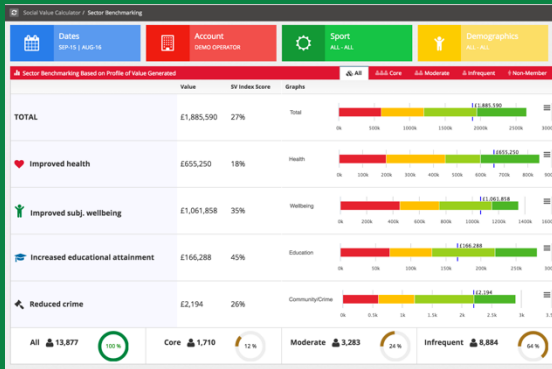 Social Value Calculator / Sector Benchmarking
Dates
SEP-15 | AUG-16
Account
DEMO OPERATOR
Sport
ALL - ALL
Demographics
ALL - ALL
Sector Benchmarking Based on Profile of Value Generated
All
Core
Moderate
Infrequent
Non-Member
Value SV Index Score Graphs
TOTAL £1,885,590 27% Total £1,885,590
0k 500k 1000k 1500k 2000k 2500k 3000
Improved health £655,250 18% Health £655,250
0k 100k 200k 300k 400k 500k 600k 700k 800k 900
Improved subj. wellbeing £1,061,858 35% Wellbeing £1,061,858
0k 200k 400k 600k 800k 1000k 1200k 1400k 1600
Increased educational attainment £166,288 45% Education £166,288
0k 50k 100k 150k 200k 250k 300
Reduced crime £2,194 26% Community/Crime £2,194
0k 0.5k 1k 1.5k 2k 2.5k 3k 3.5
All 13,877 100 %
Core 1,710 12 %
Moderate 3,283 24 %
Infrequent 8,884 64 %